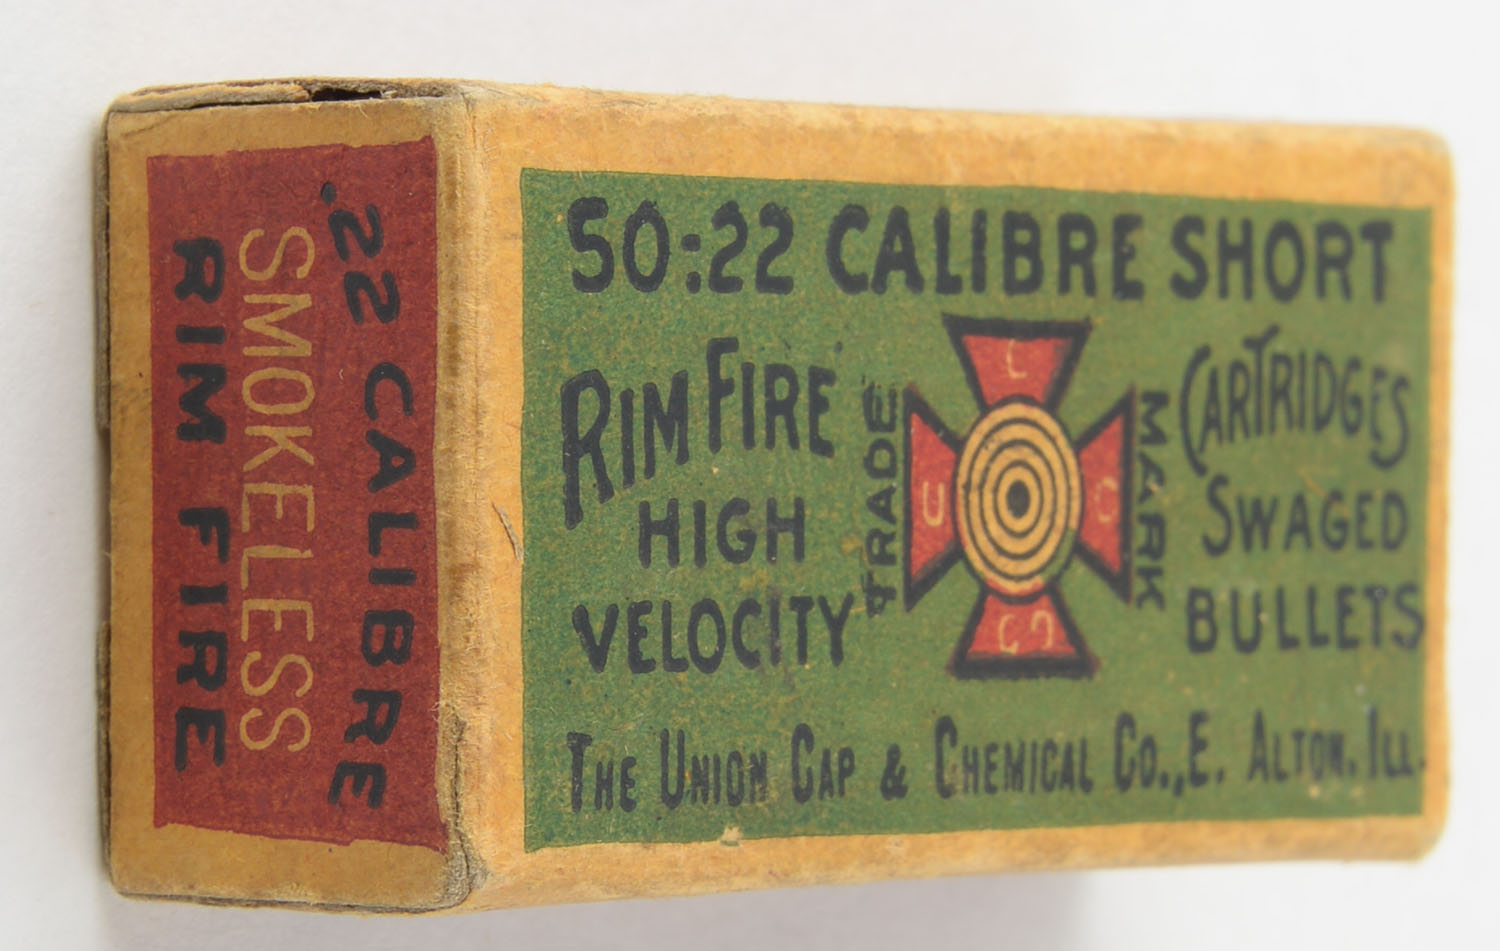 50:22 CALIBRE SHORT
RIM FIRE
HIGH
VELOCITY
TRADE
MARK
L
U
C
CARTRIDGES
SWAGED
BULLETS
THE UNION CAP & CHEMICAL CO., E. ALTON, ILL.
.22 CALIBRE
SMOKELESS
RIM FIRE